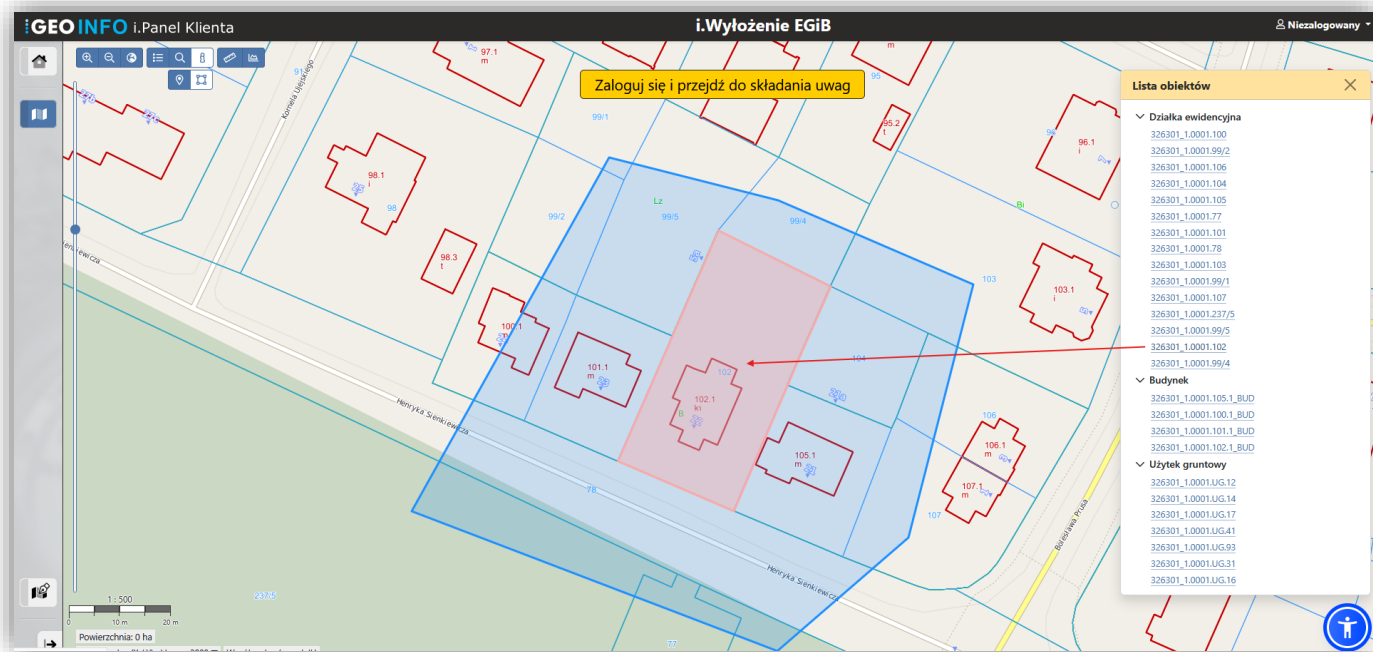 iGEO INFO i.Panel Klienta
i.Wyłożenie EGiB
Niezalogowany
Zaloguj się i przejdź do składania uwag
Lista obiektów
Działka ewidencyjna
326301_1.0001.100
326301_1.0001.99/2
326301_1.0001.106
326301_1.0001.104
326301_1.0001.105
326301_1.0001.77
326301_1.0001.101
326301_1.0001.78
326301_1.0001.103
326301_1.0001.99/1
326301_1.0001.107
326301_1.0001.237/5
326301_1.0001.99/5
326301_1.0001.102
326301_1.0001.99/4
Budynek
326301_1.0001.105.1_BUD
326301_1.0001.100.1_BUD
326301_1.0001.101.1_BUD
326301_1.0001.102.1_BUD
Użytek gruntowy
326301_1.0001.UG.12
326301_1.0001.UG.14
326301_1.0001.UG.17
326301_1.0001.UG.41
326301_1.0001.UG.93
326301_1.0001.UG.31
326301_1.0001.UG.16
97.1
m
91
Kornela Ujejskiego
m
95
99/1
95.2
t
96.1
i
98.1
i
98
99/2
Lz
99/5
99/4
Bi
98.3
t
103
103.1
i
100.1
m
101.1
m
102
104
102.1
ki
B
105.1
m
106
106.1
m
107.1
m
107
Henryka Sienkiewicza
78
Henryka Sienkiewicza
Bolesława Prusa
237/5
77
1 : 500
0
10 m
20 m
Powierzchnia: 0 ha